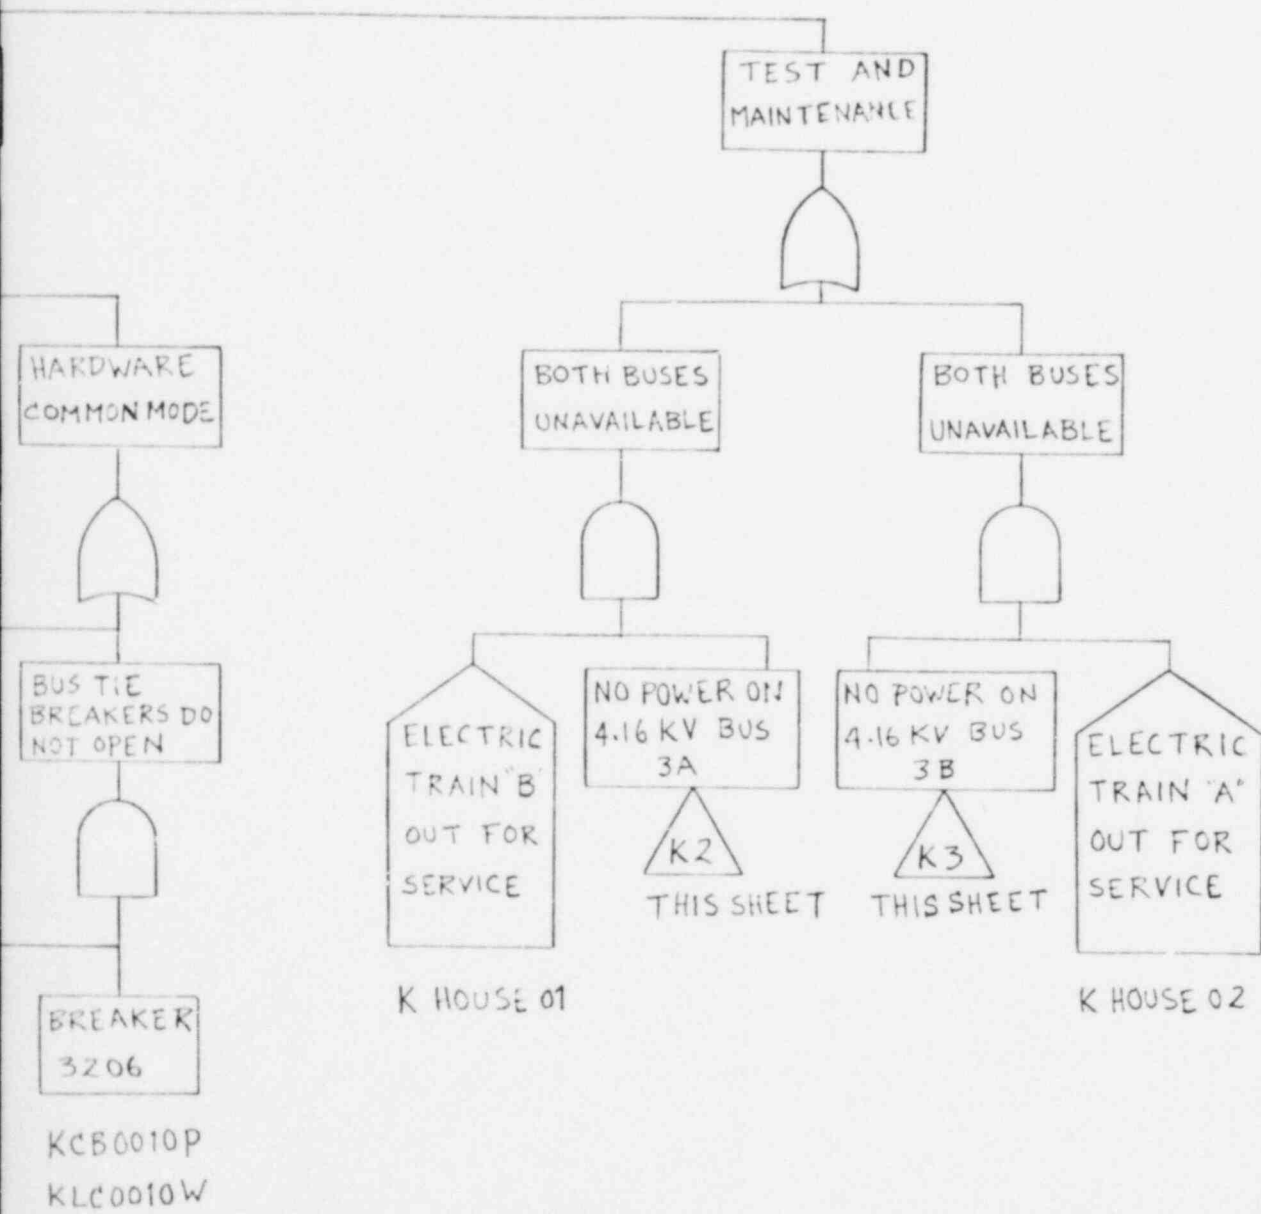 TEST AND
MAINTENANCE
HARDWARE
COMMON MODE
BOTH BUSES
UNAVAILABLE
BOTH BUSES
UNAVAILABLE
BUS TIE
BREAKERS DO
NOT OPEN
ELECTRIC
TRAIN "B"
OUT FOR
SERVICE
NO POWER ON
4.16 KV BUS
3A
K2
THIS SHEET
NO POWER ON
4.16 KV BUS
3B
K3
THIS SHEET
ELECTRIC
TRAIN "A"
OUT FOR
SERVICE
K HOUSE 01
K HOUSE 02
BREAKER
3206
KCB0010P
KLC0010W